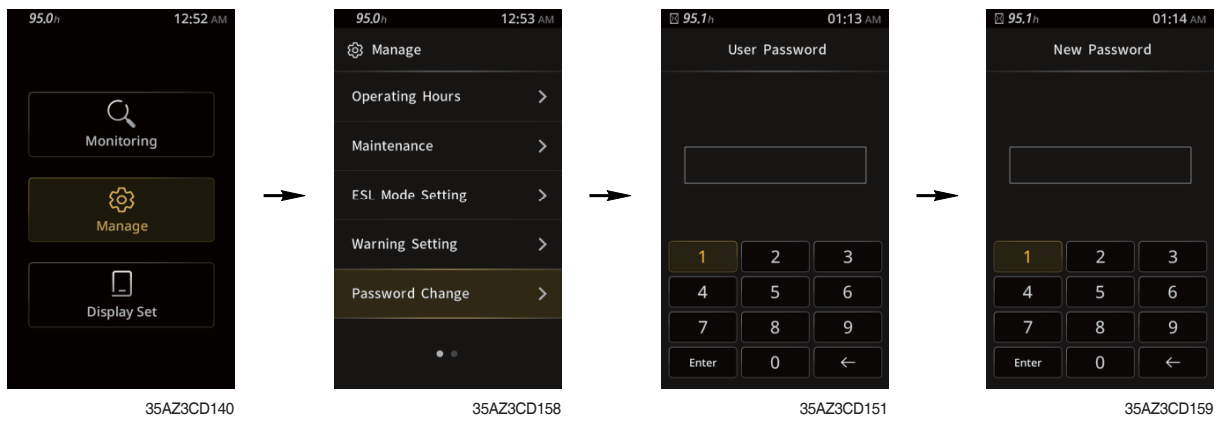 95.0h 12:52 AM
Monitoring
Manage
Display Set
35AZ3CD140
95.0h 12:53 AM
Manage
Operating Hours
Maintenance
ESL Mode Setting
Warning Setting
Password Change
35AZ3CD158
95.1h 01:13 AM
User Password
1 2 3
4 5 6
7 8 9
Enter 0 ←
35AZ3CD151
95.1h 01:14 AM
New Password
1 2 3
4 5 6
7 8 9
Enter 0 ←
35AZ3CD159